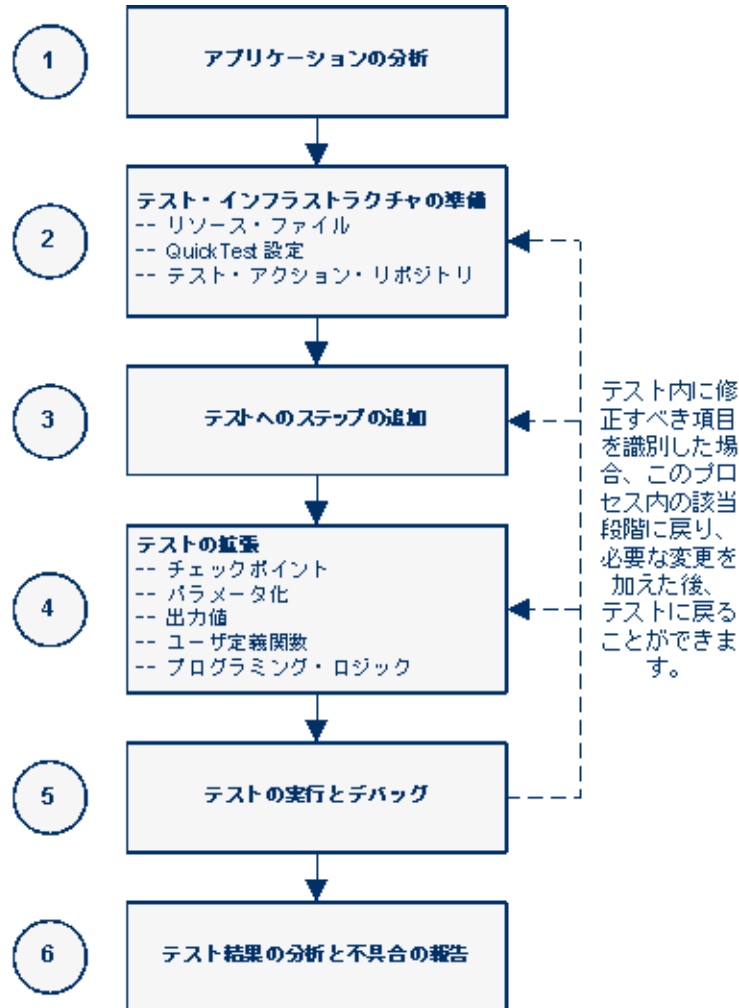 1
アプリケーションの分析
2
テスト・インフラストラクチャの準備
-- リソース・ファイル
-- QuickTest 設定
-- テスト・アクション・リポジトリ
3
テストへのステップの追加
4
テストの拡張
-- チェックポイント
-- パラメータ化
-- 出力値
-- ユーザ定義関数
-- プログラミング・ロジック
5
テストの実行とデバッグ
6
テスト結果の分析と不具合の報告
テスト内に修
正すべき項目
を識別した場
合、このプロ
セス内の該当
段階に戻り、
必要な変更を
加えた後、
テストに戻る
ことができま
す。